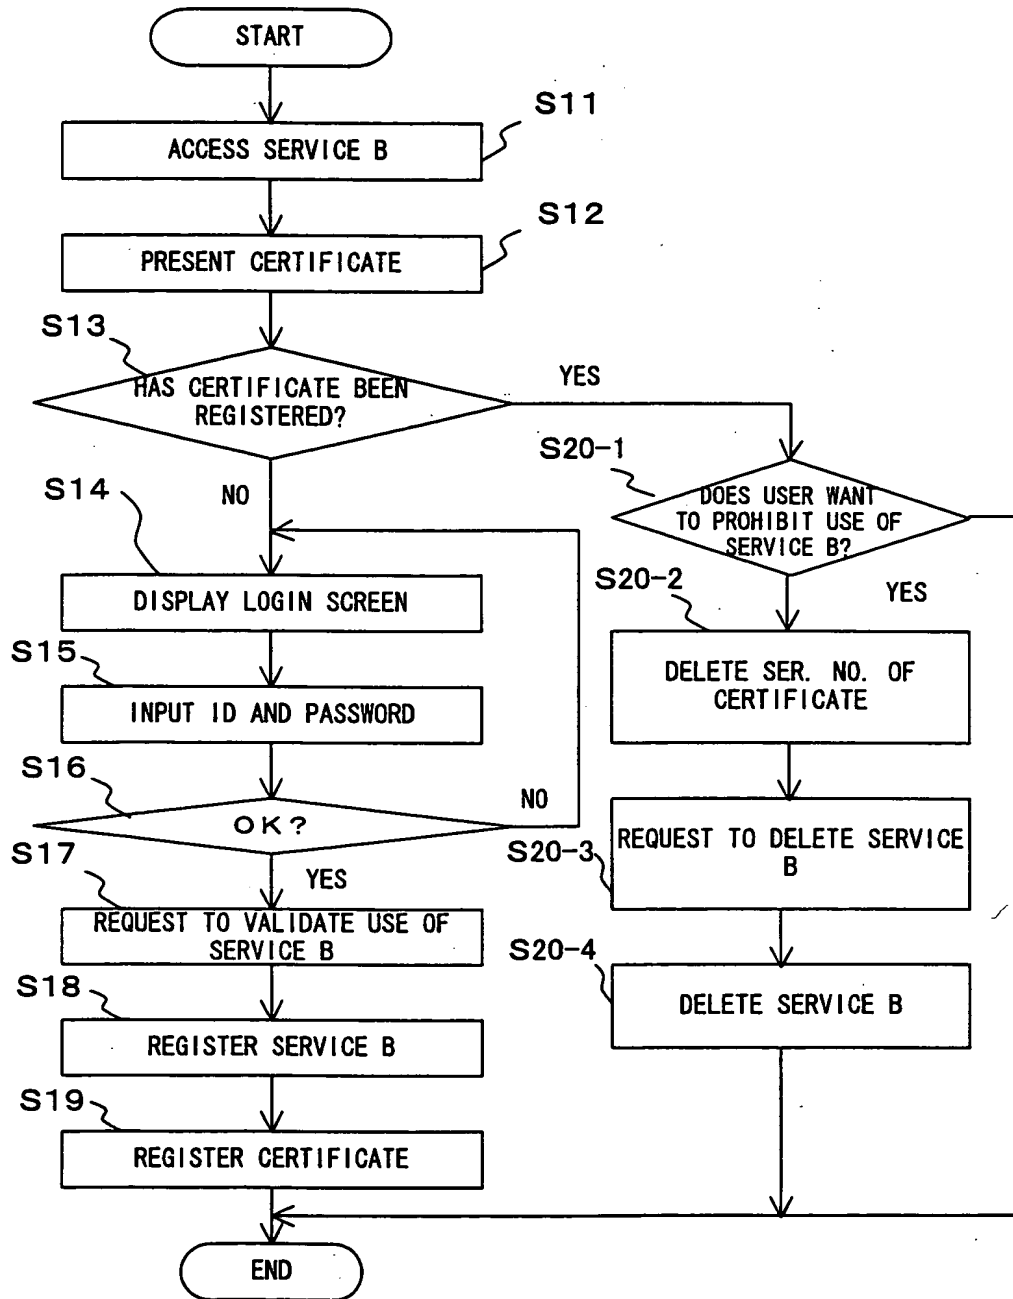 START
S11
ACCESS SERVICE B
S12
PRESENT CERTIFICATE
S13
HAS CERTIFICATE BEEN
REGISTERED?
YES
NO
S14
DISPLAY LOGIN SCREEN
S15
INPUT ID AND PASSWORD
S16
OK?
NO
YES
S17
REQUEST TO VALIDATE USE OF
SERVICE B
S18
REGISTER SERVICE B
S19
REGISTER CERTIFICATE
END
S20-1
DOES USER WANT
TO PROHIBIT USE OF
SERVICE B?
YES
S20-2
DELETE SER. NO. OF
CERTIFICATE
S20-3
REQUEST TO DELETE SERVICE
B
S20-4
DELETE SERVICE B